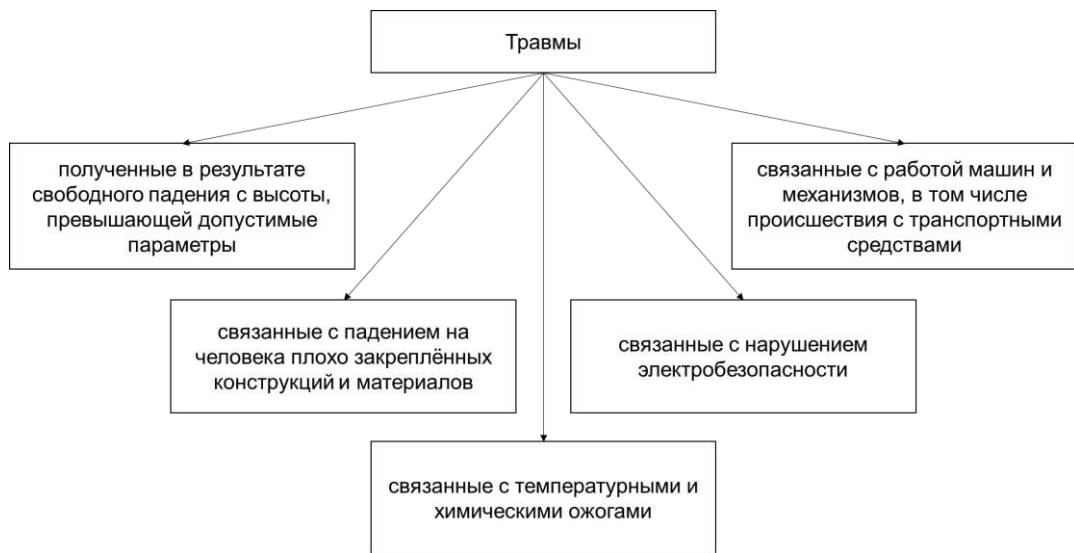 Травмы
полученные в результате
свободного падения с высоты,
превышающей допустимые
параметры
связанные с работой машин и
механизмов, в том числе
происшествия с транспортными
средствами
связанные с падением на
человека плохо закреплённых
конструкций и материалов
связанные с нарушением
электробезопасности
связанные с температурными и
химическими ожогами